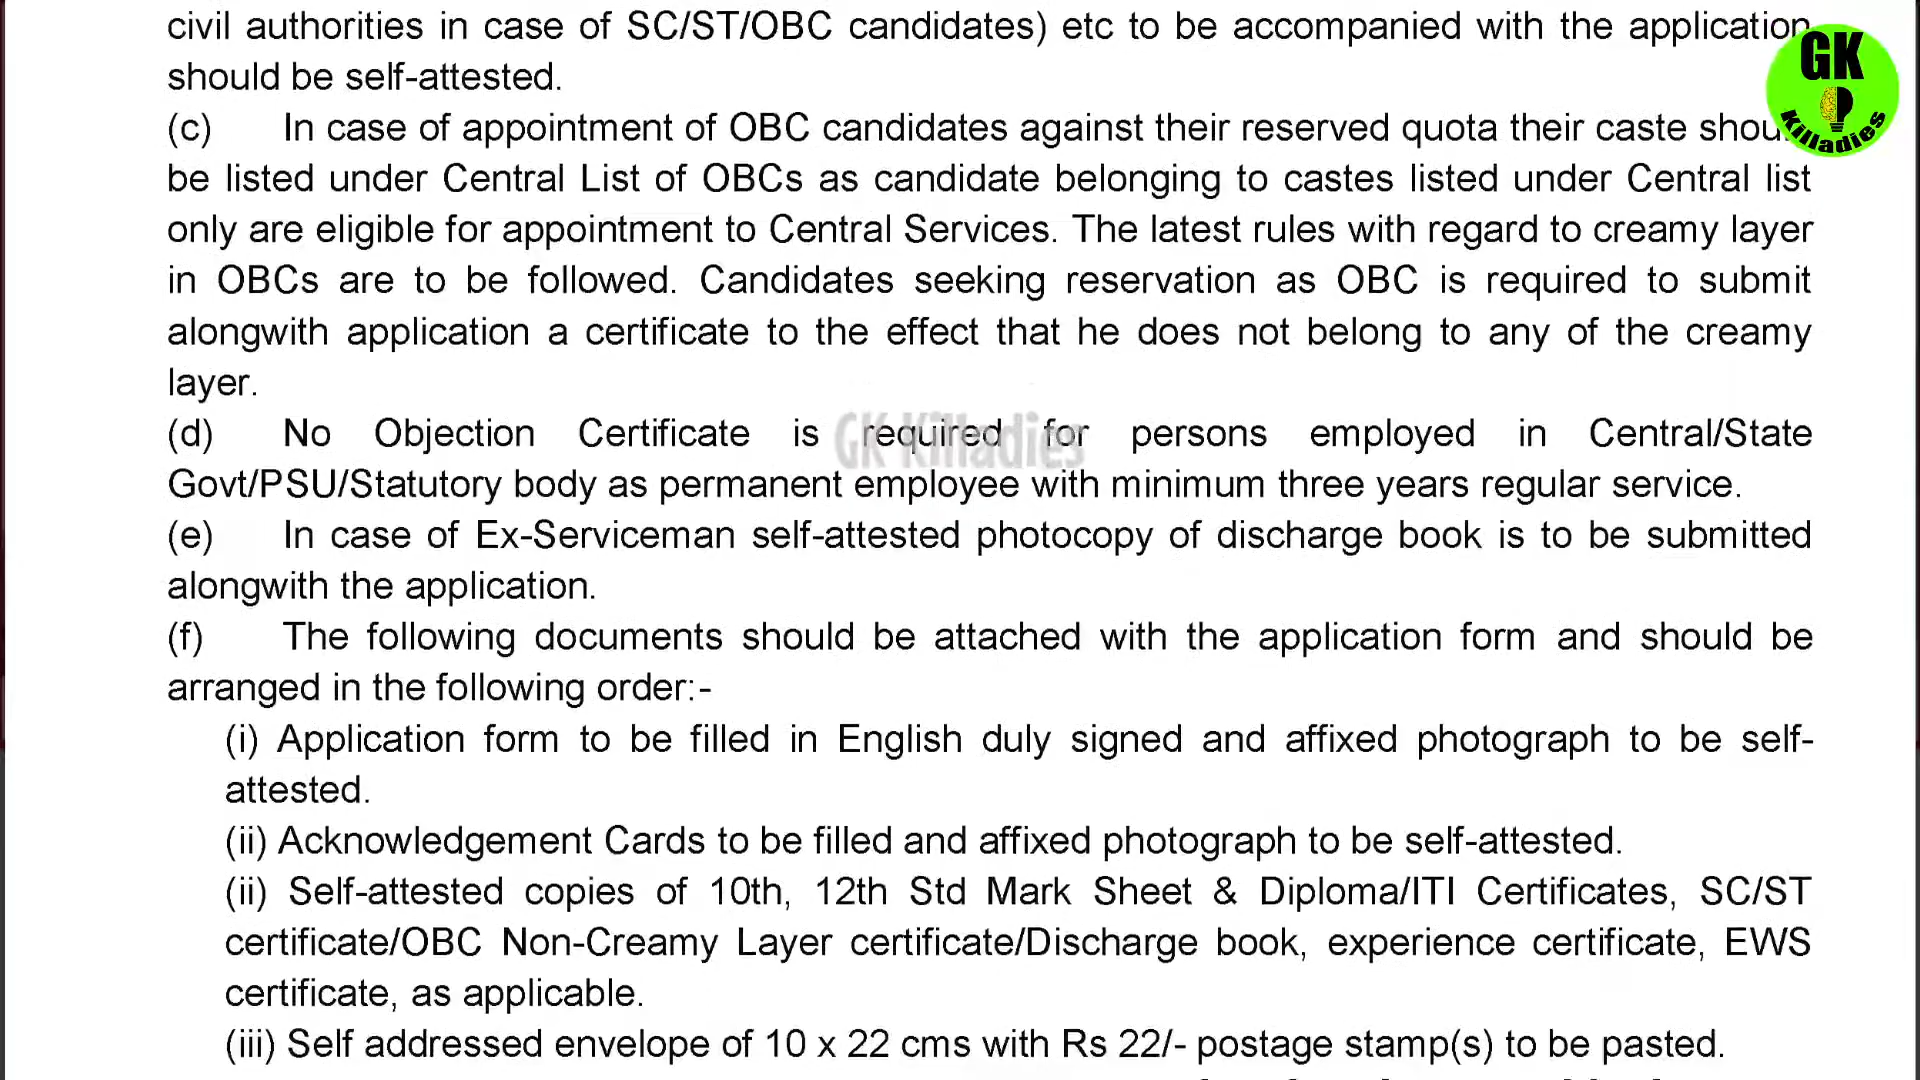 civil authorities in case of SC/ST/OBC candidates) etc to be accompanied with the application
should be self-attested.
(c) In case of appointment of OBC candidates against their reserved quota their caste
be listed under Central List of OBCs as candidate belonging to castes listed under Central list
only are eligible for appointment to Central Services. The latest rules with regard to creamy layer
in OBCs are to be followed. Candidates seeking reservation as OBC is required to submit
alongwith application a certificate to the effect that he does not belong to any of the creamy
layer.
(d) No Objection Certificate is required for persons employed in Central/State
Govt/PSU/Statutory body as permanent employee with minimum three years regular service.
(e) In case of Ex-Serviceman self-attested photocopy of discharge book is to be submitted
alongwith the application.
(f) The following documents should be attached with the application form and should be
arranged in the following order:-
(i) Application form to be filled in English duly signed and affixed photograph to be self-
attested.
(ii) Acknowledgement Cards to be filled and affixed photograph to be self-attested.
(ii) Self-attested copies of 10th, 12th Std Mark Sheet & Diploma/ITI Certificates, SC/ST
certificate/OBC Non-Creamy Layer certificate/Discharge book, experience certificate, EWS
certificate, as applicable.
(iii) Self addressed envelope of 10 x 22 cms with Rs 22/- postage stamp(s) to be pasted.
GK
Killadies
GK Killadies